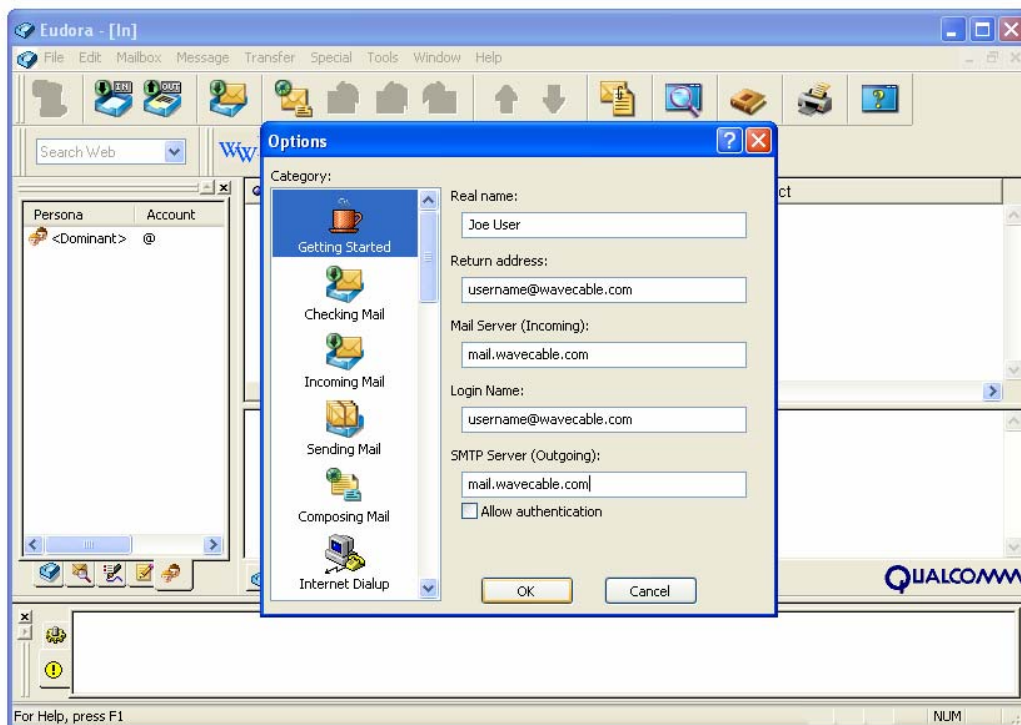 Eudora - [In]
File Edit Mailbox Message Transfer Special Tools Window Help
IN OUT
Search Web
WW
Options
Category:
Getting Started
Checking Mail
Incoming Mail
Sending Mail
Composing Mail
Internet Dialup
Real name:
Joe User
Return address:
username@wavecable.com
Mail Server (Incoming):
mail.wavecable.com
Login Name:
username@wavecable.com
SMTP Server (Outgoing):
mail.wavecable.com
Allow authentication
OK Cancel
Persona Account
<Dominant> @
ct
QUALCOMM
For Help, press F1
NUM